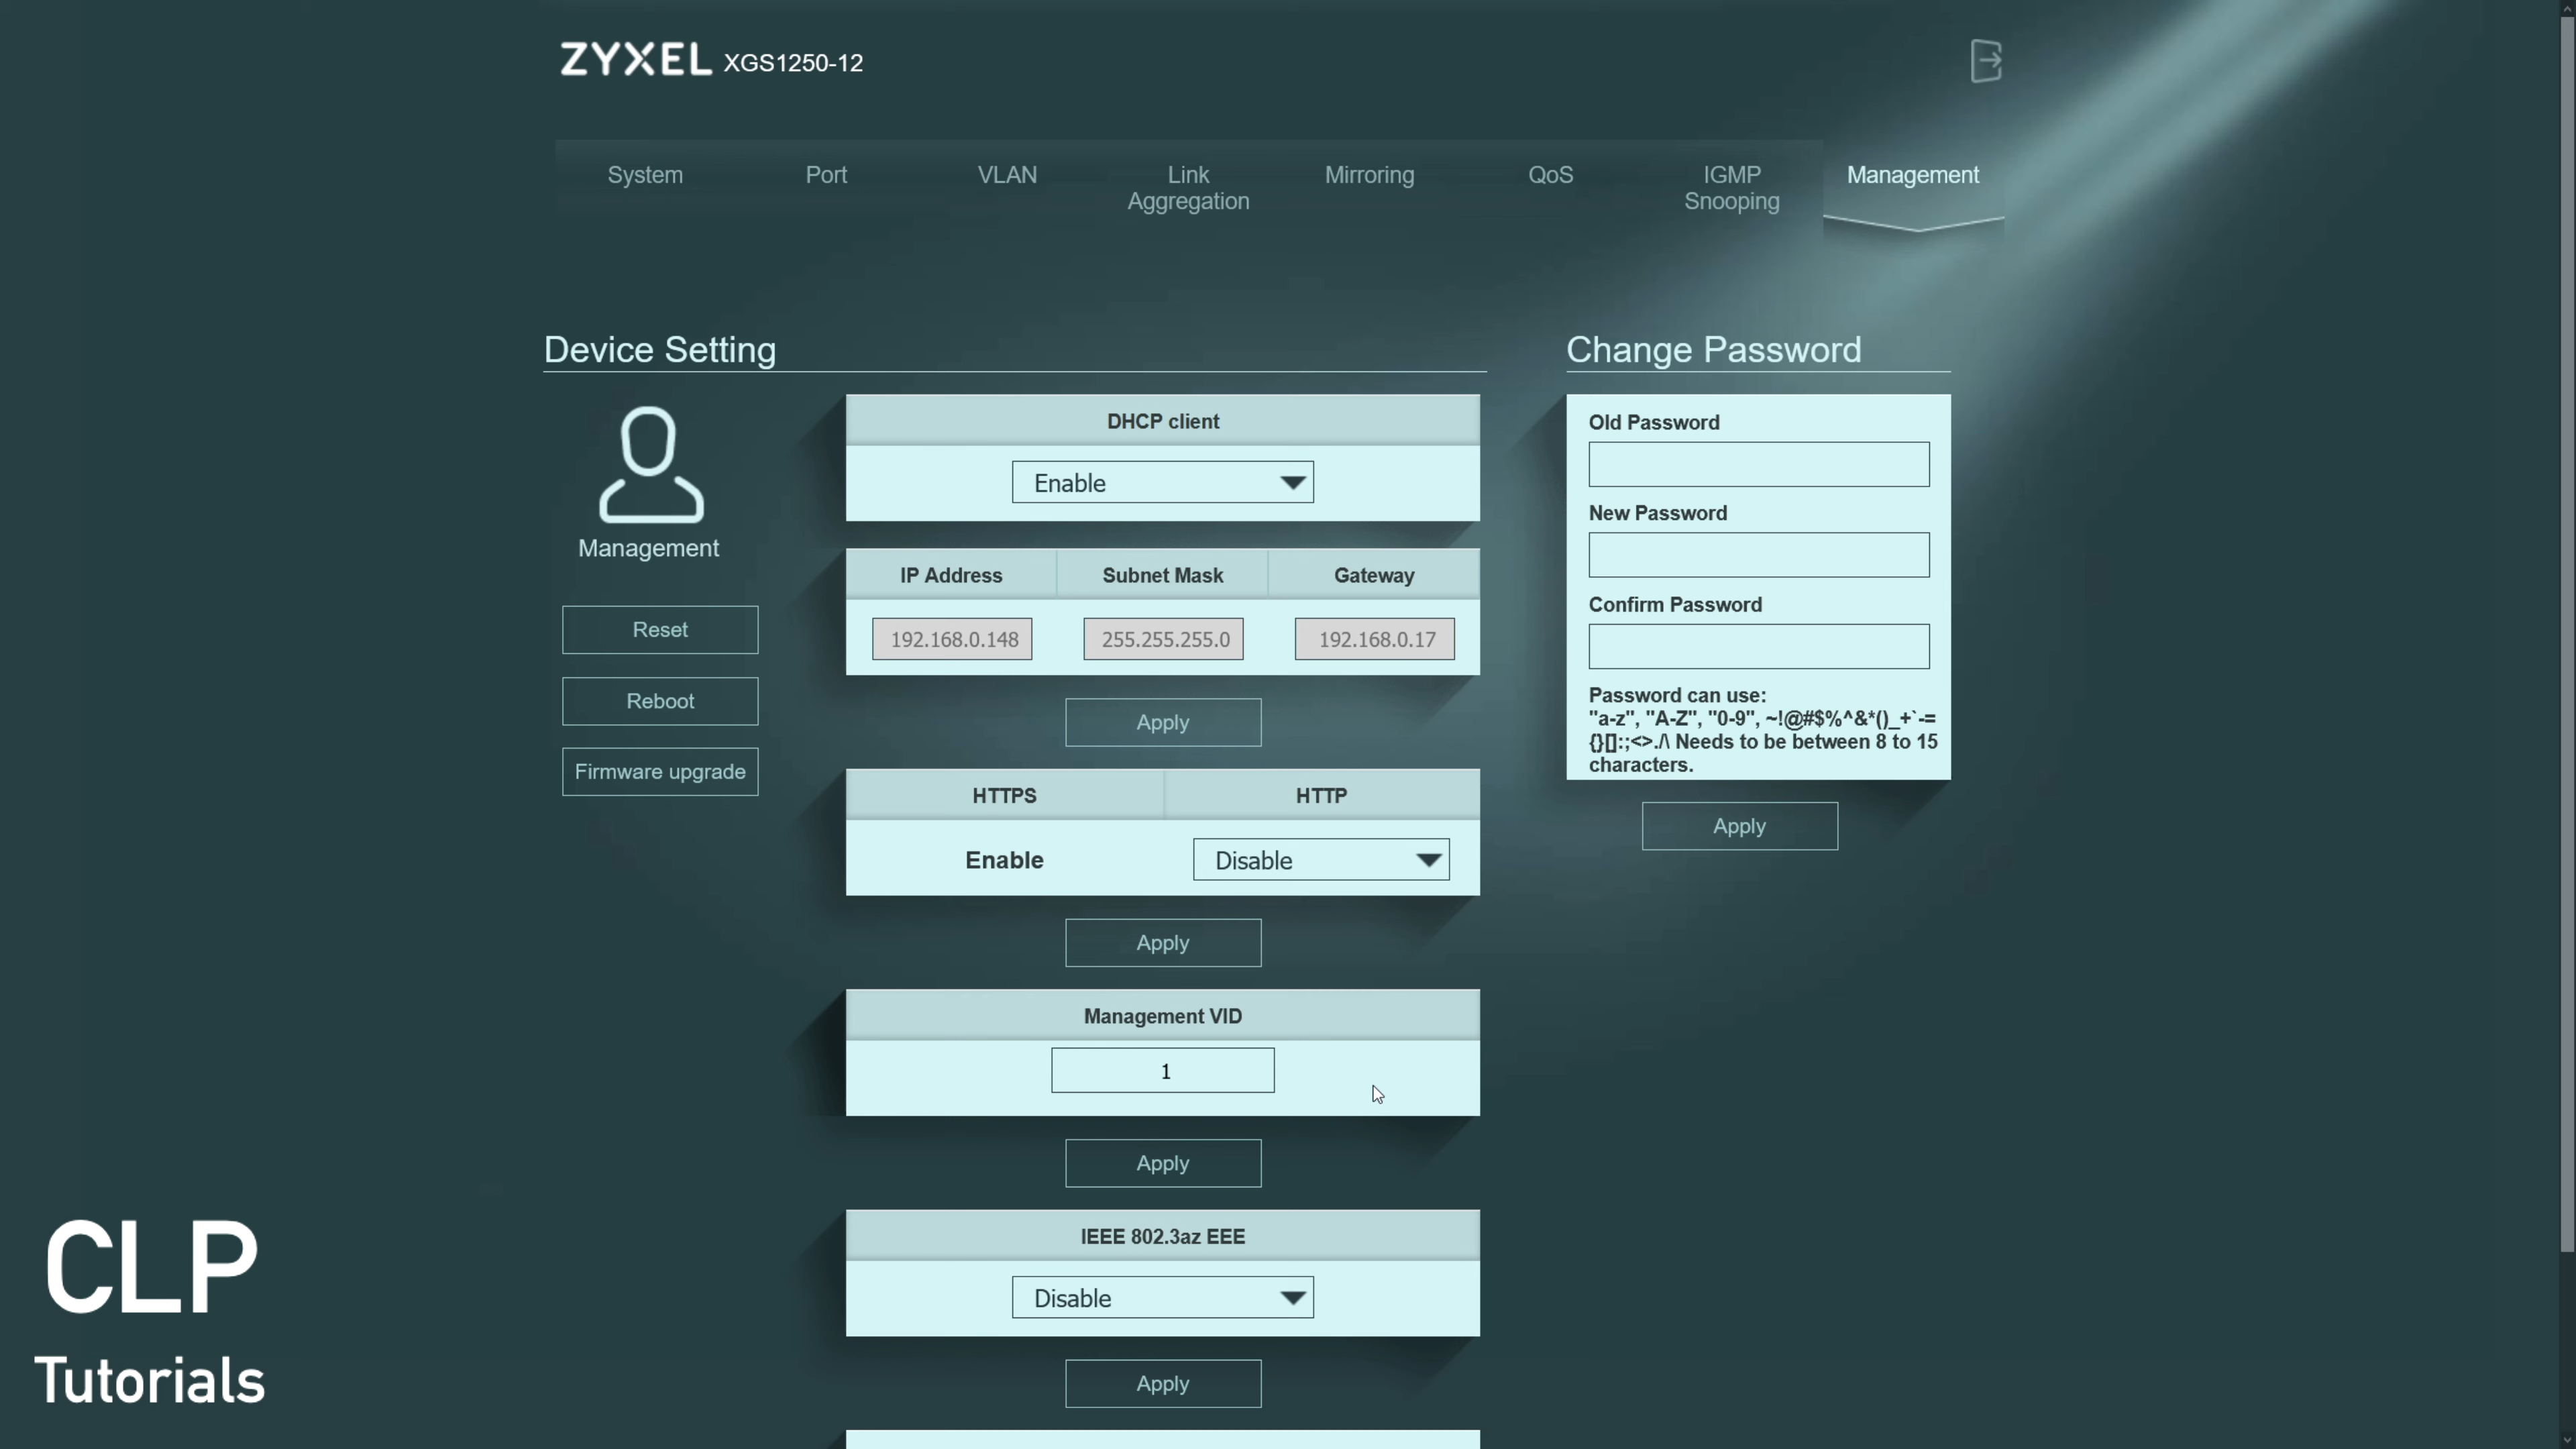 ZYXEL XGS1250-12
System Port VLAN Link Aggregation Mirroring QoS IGMP Snooping Management
Device Setting
Management
Reset
Reboot
Firmware upgrade
DHCP client
Enable
IP Address Subnet Mask Gateway
192.168.0.148 255.255.255.0 192.168.0.17
Apply
HTTPS HTTP
Enable Disable
Apply
Management VID
1
Apply
IEEE 802.3az EEE
Disable
Apply
Change Password
Old Password
New Password
Confirm Password
Password can use:
"a-z", "A-Z", "0-9", ~!@#$%^&*()_+`-=
{}[]:;<>./\ Needs to be between 8 to 15
characters.
Apply
CLP
Tutorials